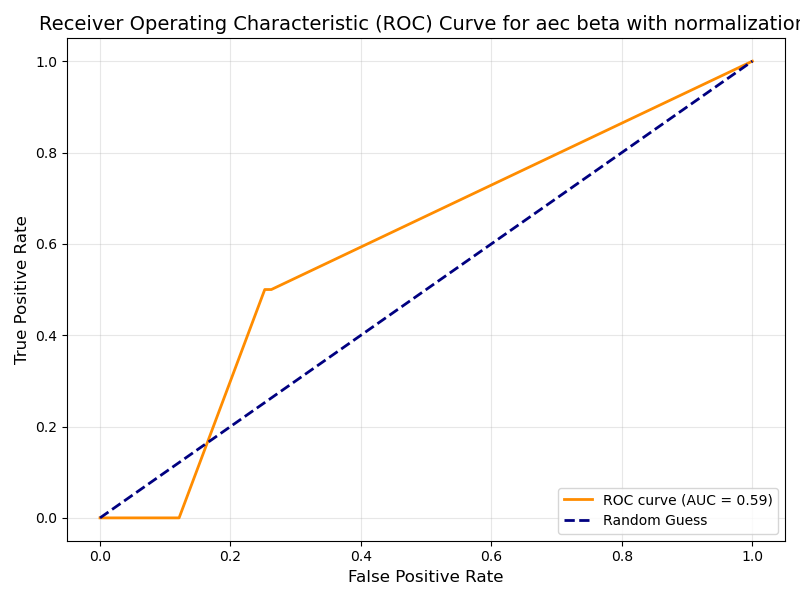 Receiver Operating Characteristic (ROC) Curve for aec beta with normalization
True Positive Rate
1.0
0.8
0.6
0.4
0.2
0.0
0.0 0.2 0.4 0.6 0.8 1.0
False Positive Rate
ROC curve (AUC = 0.59)
Random Guess